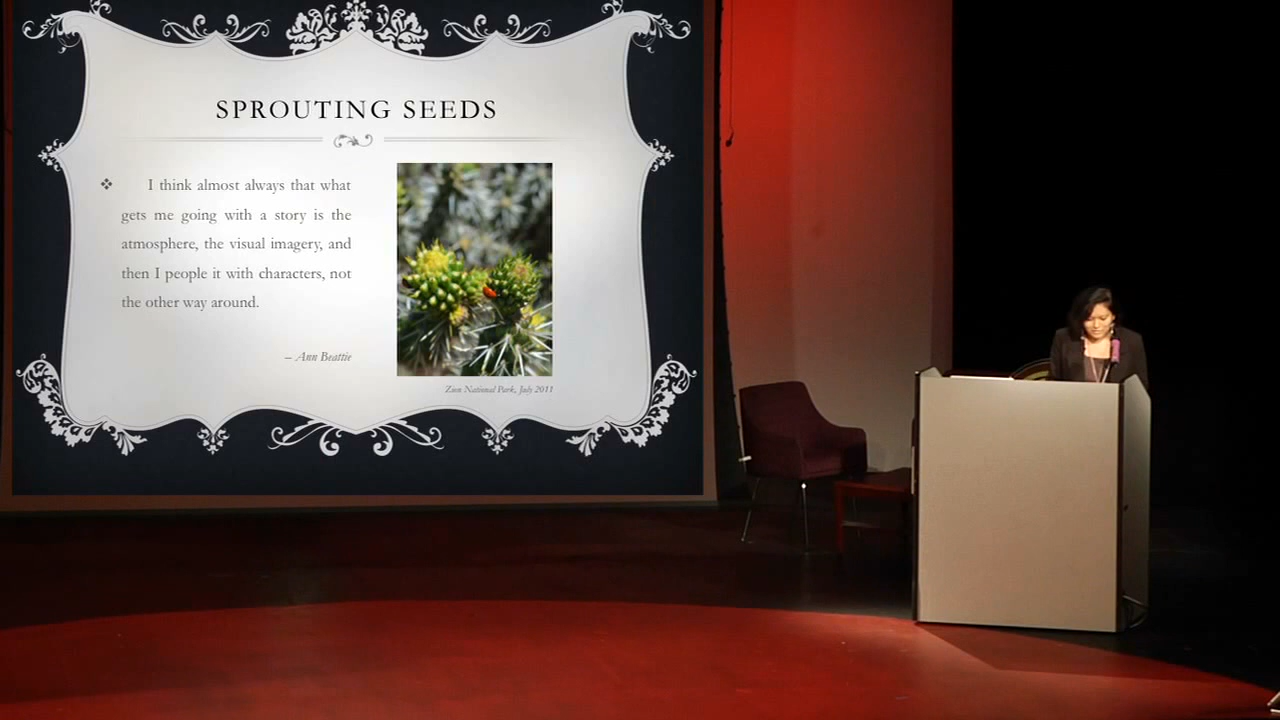 SPROUTING SEEDS
❖ I think almost always that what
gets me going with a story is the
atmosphere, the visual imagery, and
then I people it with characters, not
the other way around.
– Ann Beattie
Zion National Park, July 2011